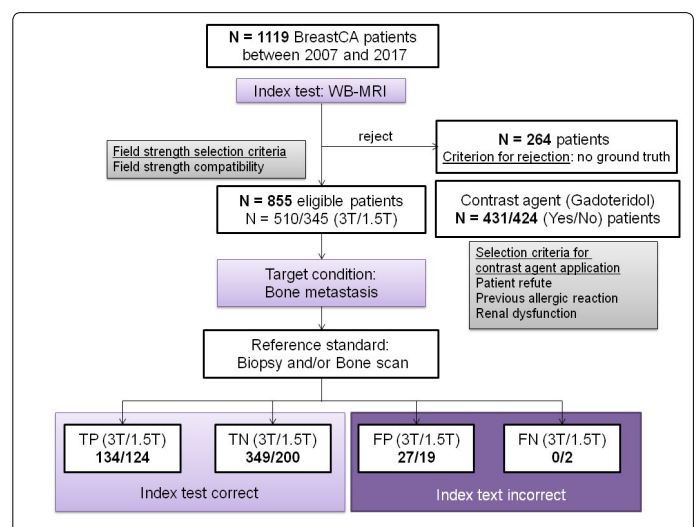 N = 1119 BreastCA patients
between 2007 and 2017
Index test: WB-MRI
reject
Field strength selection criteria
Field strength compatibility
N = 264 patients
Criterion for rejection: no ground truth
N = 855 eligible patients
N = 510/345 (3T/1.5T)
Contrast agent (Gadoteridol)
N = 431/424 (Yes/No) patients
Selection criteria for
contrast agent application
Patient refute
Previous allergic reaction
Renal dysfunction
Target condition:
Bone metastasis
Reference standard:
Biopsy and/or Bone scan
TP (3T/1.5T)
134/124
TN (3T/1.5T)
349/200
FP (3T/1.5T)
27/19
FN (3T/1.5T)
0/2
Index test correct
Index text incorrect